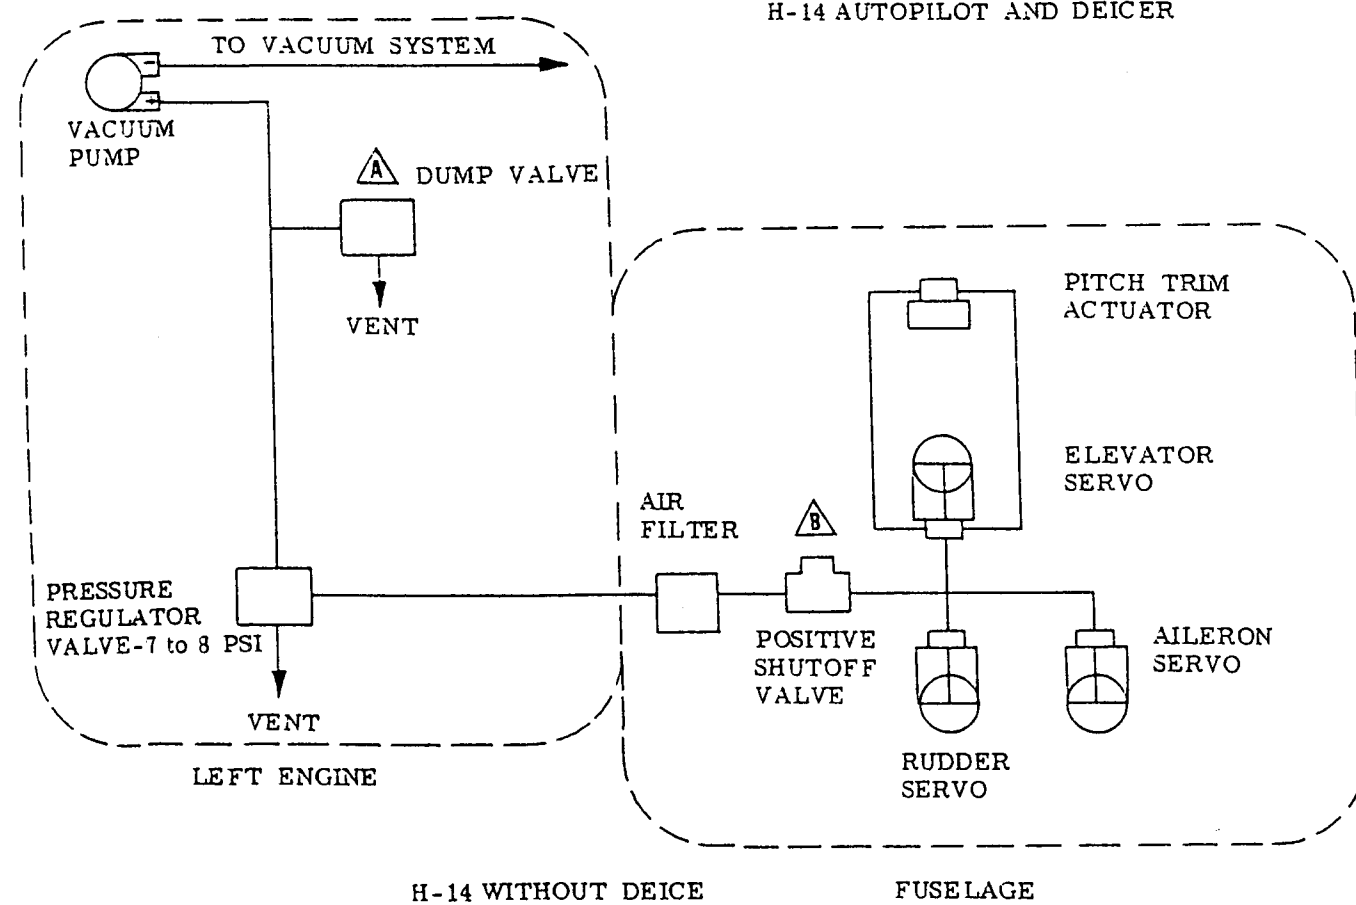 H-14 AUTOPILOT AND DEICER
TO VACUUM SYSTEM
-
+
VACUUM
PUMP
A
DUMP VALVE
VENT
PITCH TRIM
ACTUATOR
ELEVATOR
SERVO
AIR
FILTER
B
PRESSURE
REGULATOR
VALVE-7 to 8 PSI
VENT
POSITIVE
SHUTOFF
VALVE
AILERON
SERVO
RUDDER
SERVO
LEFT ENGINE
H-14 WITHOUT DEICE
FUSELAGE